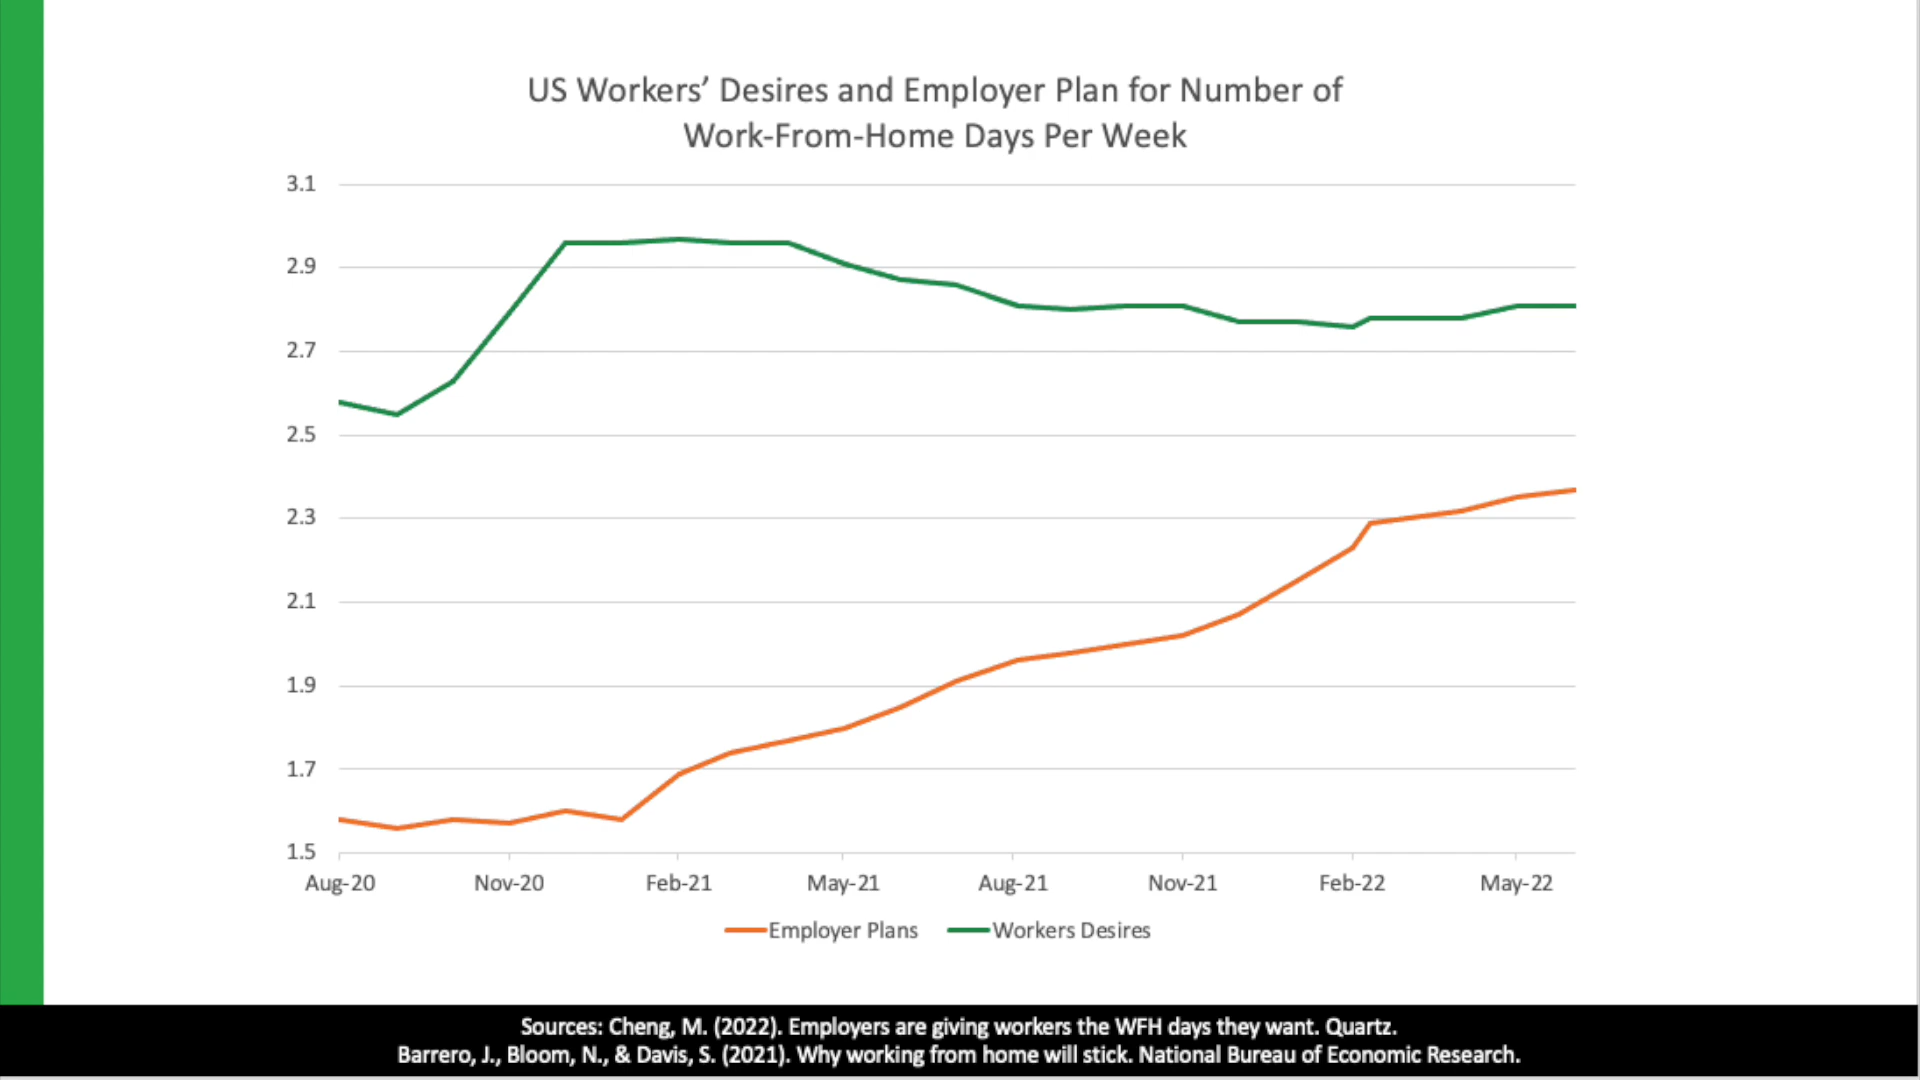 US Workers’ Desires and Employer Plan for Number of
Work-From-Home Days Per Week
3.1
2.9
2.7
2.5
2.3
2.1
1.9
1.7
1.5
Aug-20 Nov-20 Feb-21 May-21 Aug-21 Nov-21 Feb-22 May-22
Employer Plans Workers Desires
Sources: Cheng, M. (2022). Employers are giving workers the WFH days they want. Quartz.
Barrero, J., Bloom, N., & Davis, S. (2021). Why working from home will stick. National Bureau of Economic Research.